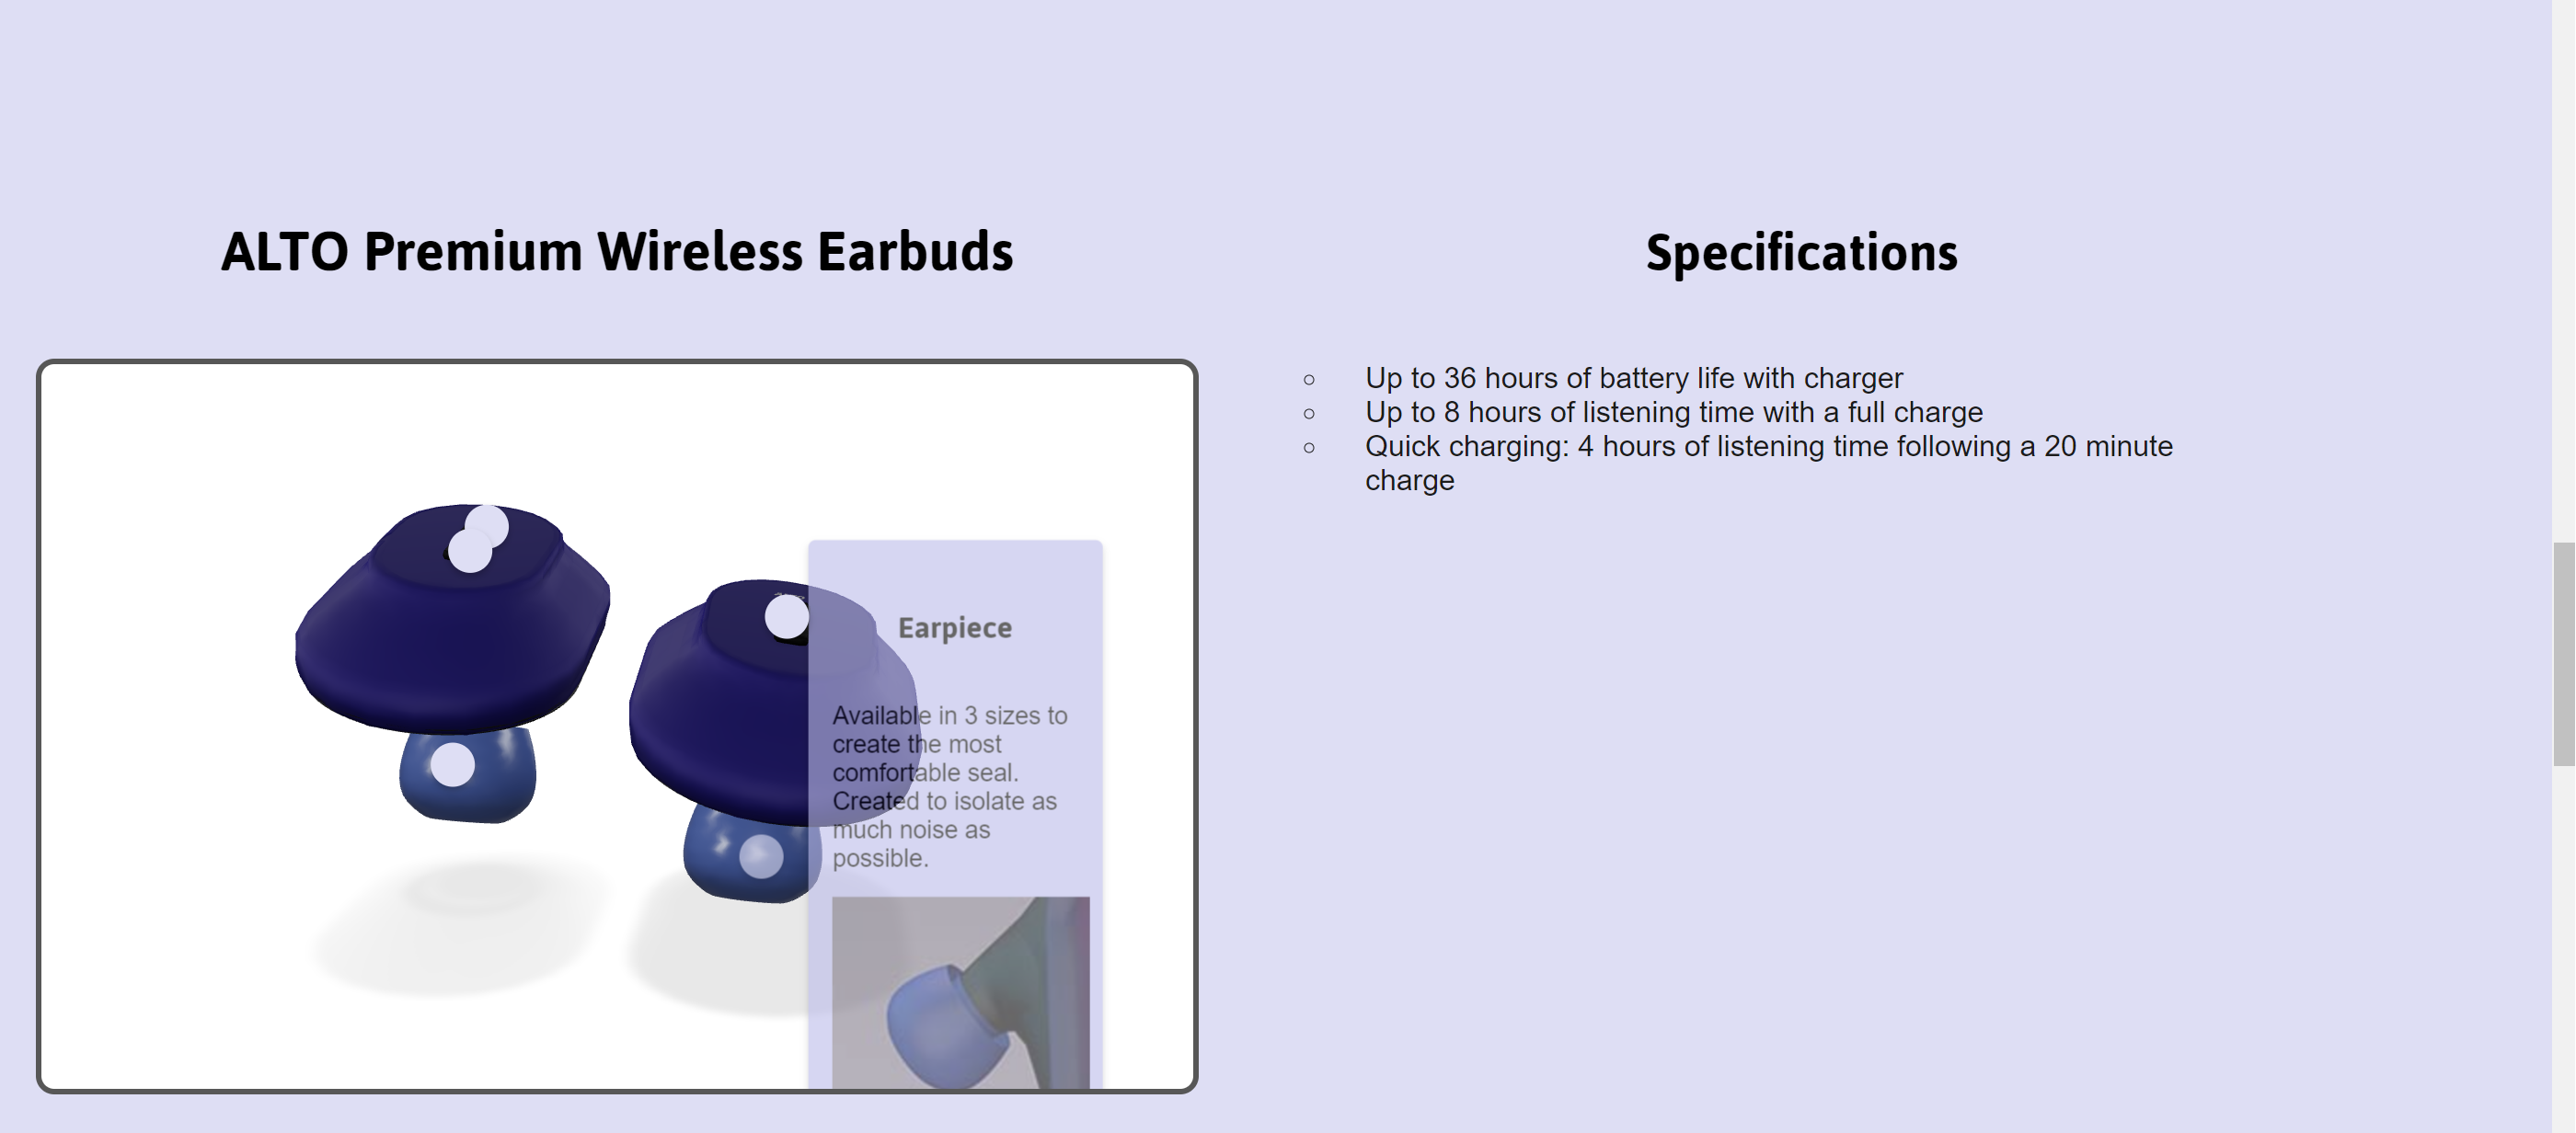 ALTO Premium Wireless Earbuds
Specifications
Up to 36 hours of battery life with charger
Up to 8 hours of listening time with a full charge
Quick charging: 4 hours of listening time following a 20 minute
charge
Earpiece
Available in 3 sizes to
create the most
comfortable seal.
Created to isolate as
much noise as
possible.